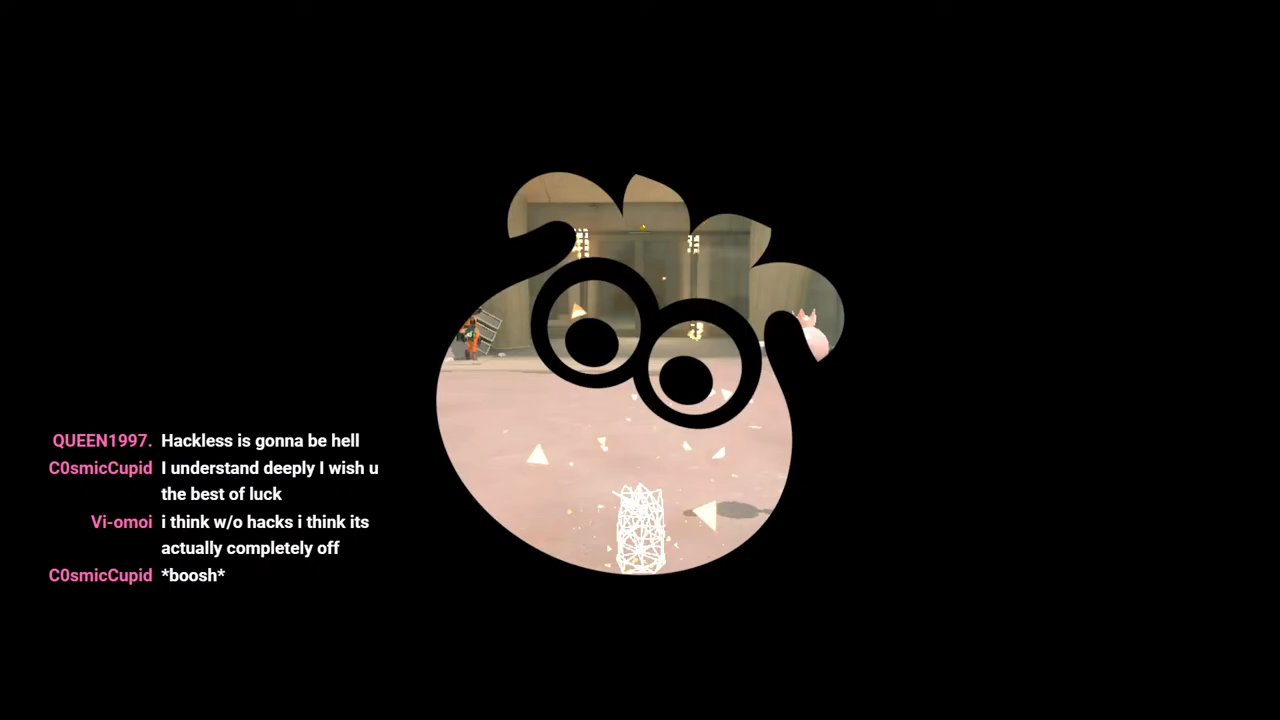 QUEEN1997. Hackless is gonna be hell
C0smicCupid I understand deeply I wish u
the best of luck
Vi-omoi i think w/o hacks i think its
actually completely off
C0smicCupid *boosh*